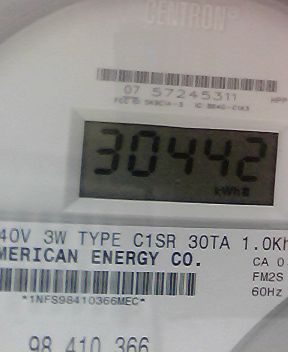 CENTRON®
07 57245311
30442
kWh
40V 3W TYPE C1SR 30TA 1.0Kh
MERICAN ENERGY CO.
CA 0
FM2S
60Hz
*1NFS98410366MEC*
98 410 366